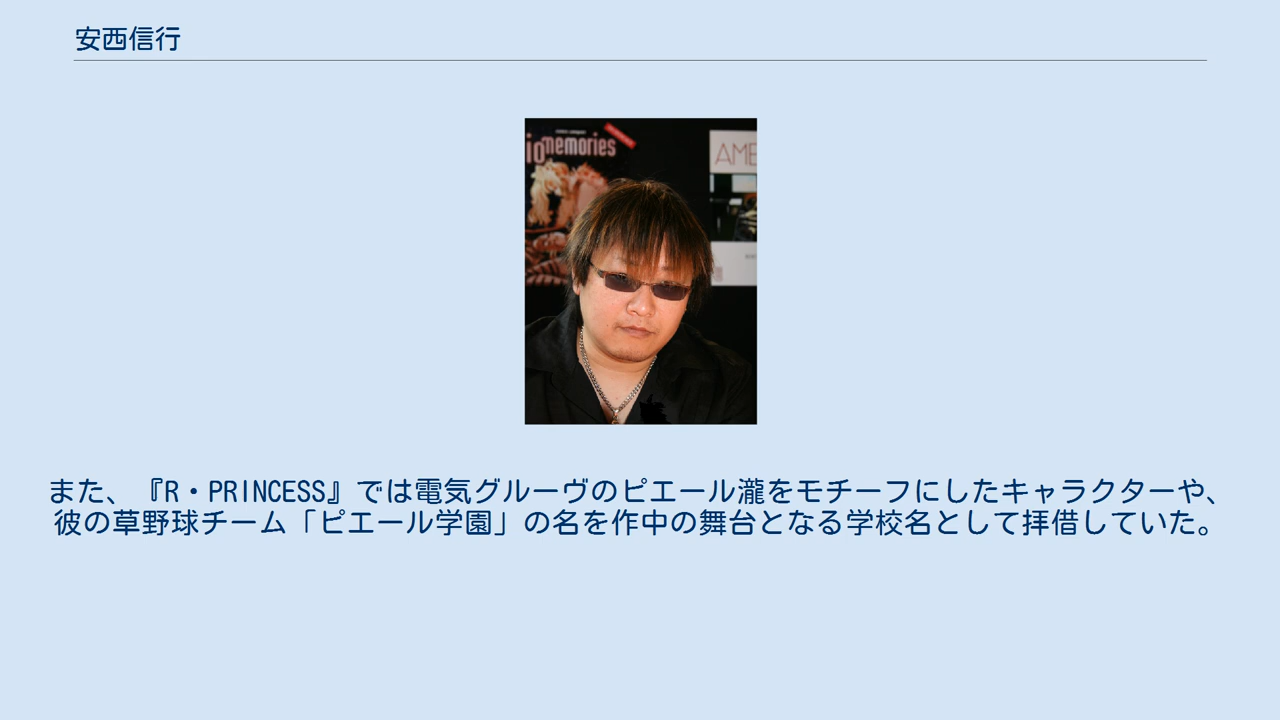 安西信行
memories
AME
また、『R・PRINCESS』では電気グルーヴのピエール瀧をモチーフにしたキャラクターや、
彼の草野球チーム「ピエール学園」の名を作中の舞台となる学校名として拝借していた。